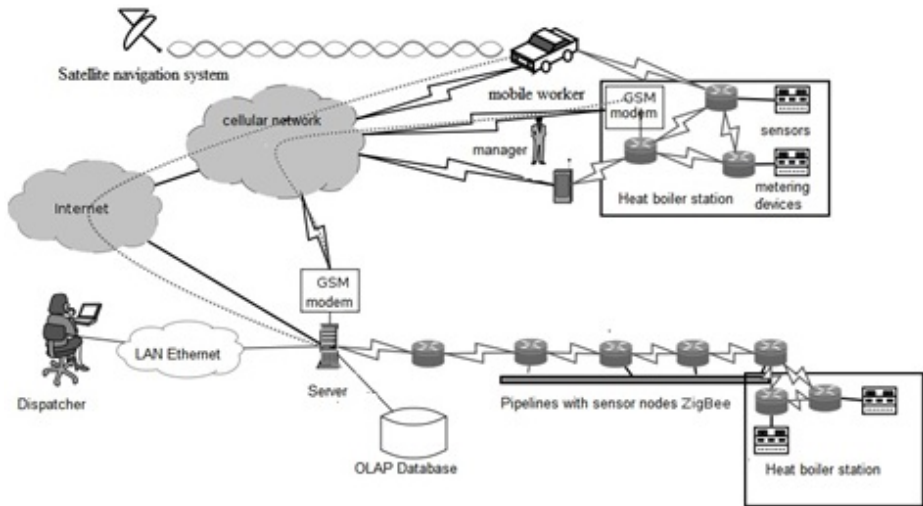 Satellite navigation system
mobile worker
cellular network
GSM
modem
sensors
manager
metering
devices
Heat boiler station
Internet
GSM
modem
LAN Ethernet
Dispatcher
Server
Pipelines with sensor nodes ZigBee
OLAP Database
Heat boiler station